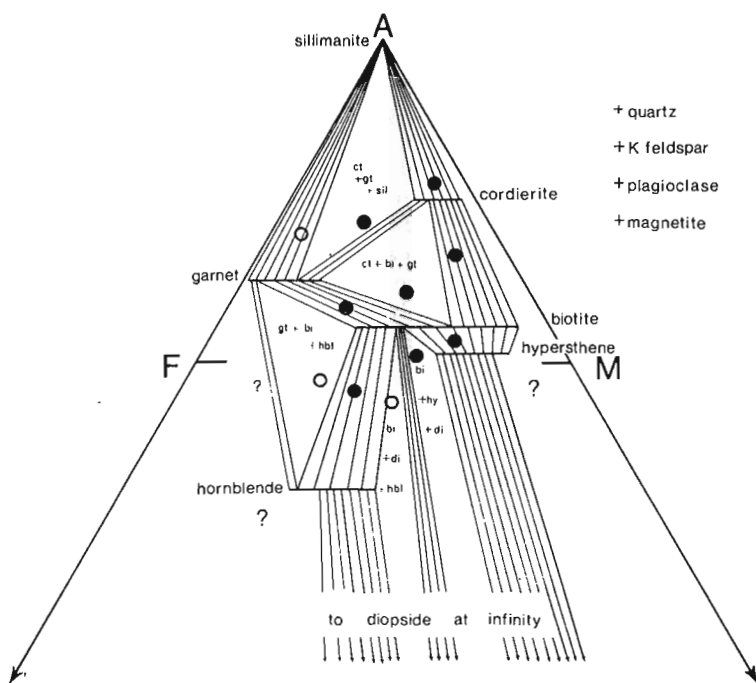 A
sillimanite
+ quartz
+ K feldspar
+ plagioclase
+ magnetite
ct
+gt
+ sil
cordierite
ct + bi + gt
garnet
biotite
gt + bi
+ hbl
hypersthene
F
M
?
?
bi
+hy
+ di
bi
+di
+ hbl
hornblende
?
to diopside at infinity